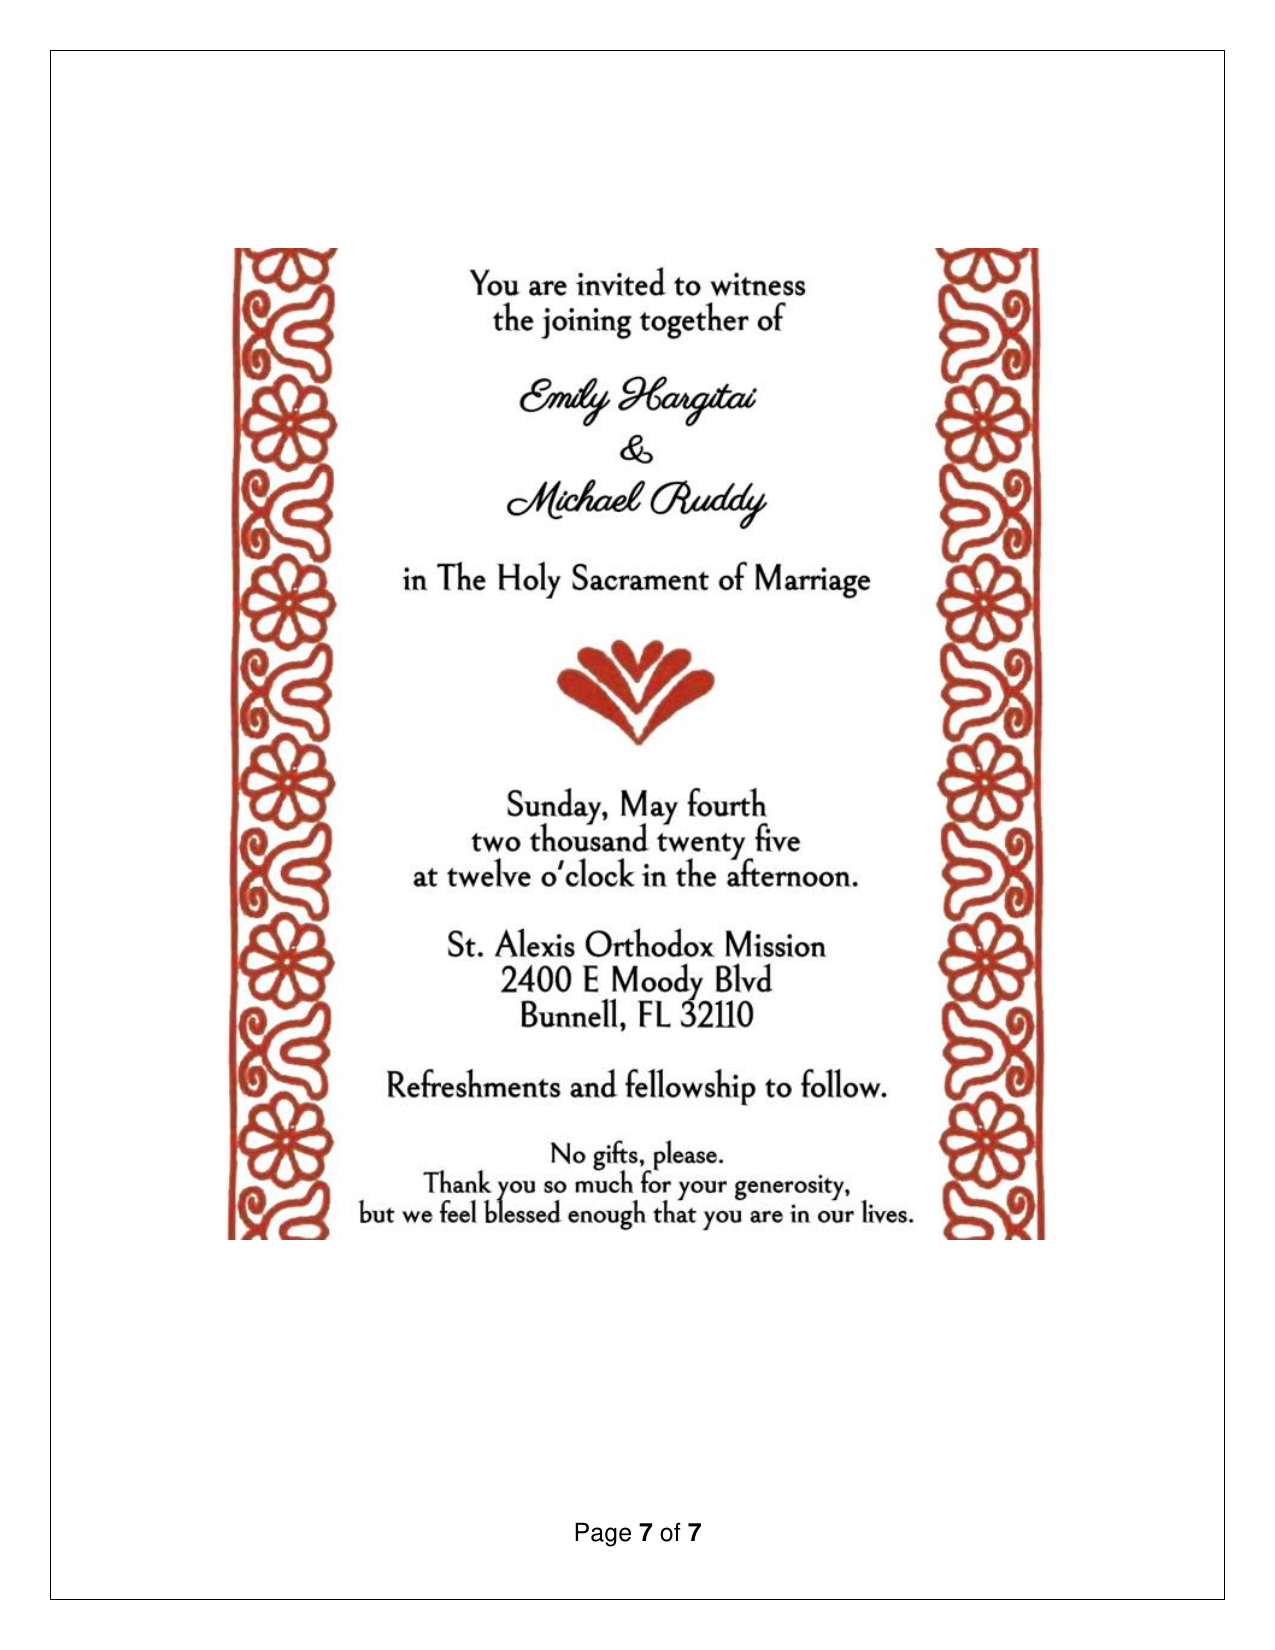 You are invited to witness
the joining together of
Emily Hargitai
&
Michael Ruddy
in The Holy Sacrament of Marriage
Sunday, May fourth
two thousand twenty five
at twelve o'clock in the afternoon.
St. Alexis Orthodox Mission
2400 E Moody Blvd
Bunnell, FL 32110
Refreshments and fellowship to follow.
No gifts, please.
Thank you so much for your generosity,
but we feel blessed enough that you are in our lives.
Page 7 of 7